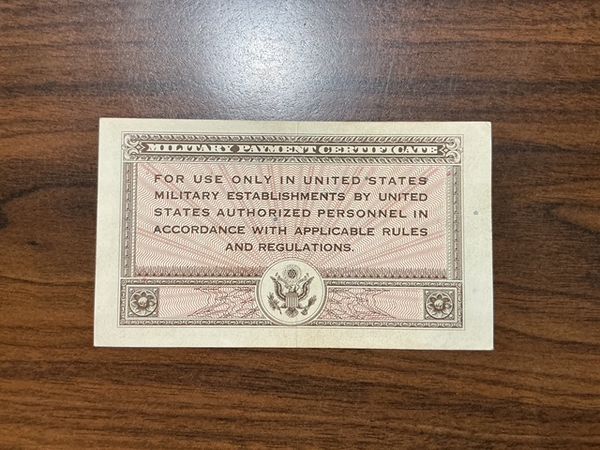 MILITARY PAYMENT CERTIFICATE
FOR USE ONLY IN UNITED STATES
MILITARY ESTABLISHMENTS BY UNITED
STATES AUTHORIZED PERSONNEL IN
ACCORDANCE WITH APPLICABLE RULES
AND REGULATIONS.